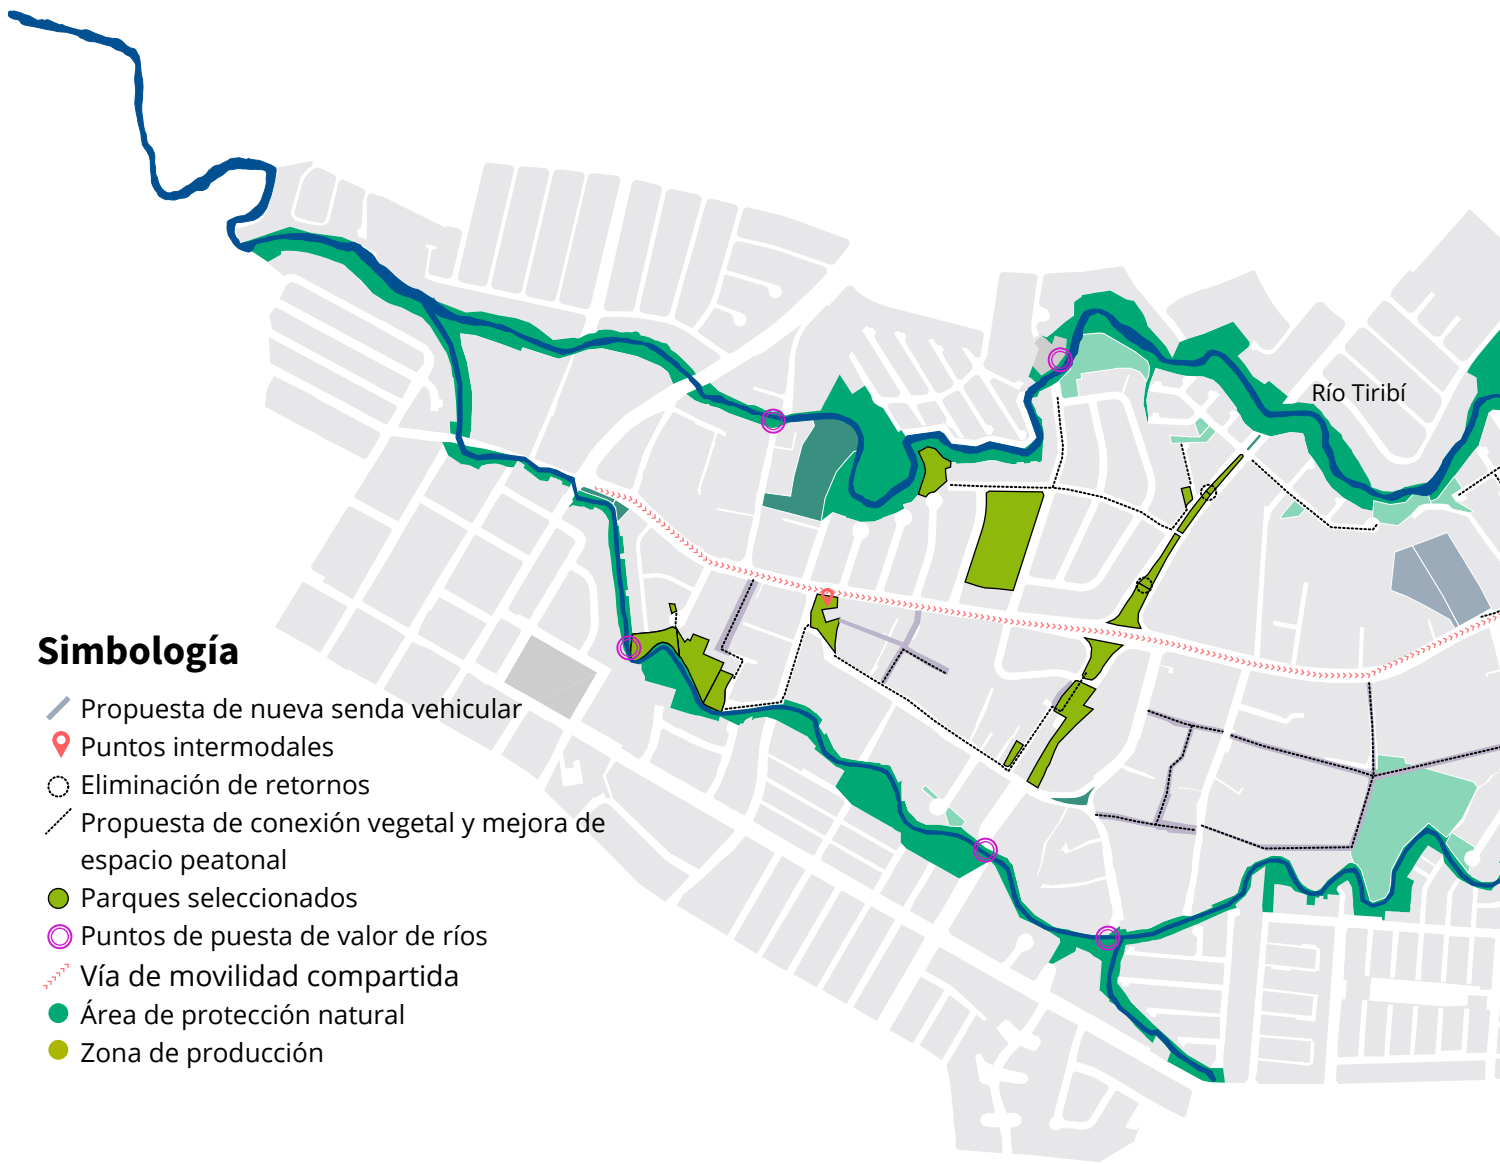 Río Tiribí
Simbología
Propuesta de nueva senda vehicular
Puntos intermodales
Eliminación de retornos
Propuesta de conexión vegetal y mejora de
espacio peatonal
Parques seleccionados
Puntos de puesta de valor de ríos
Vía de movilidad compartida
Área de protección natural
Zona de producción